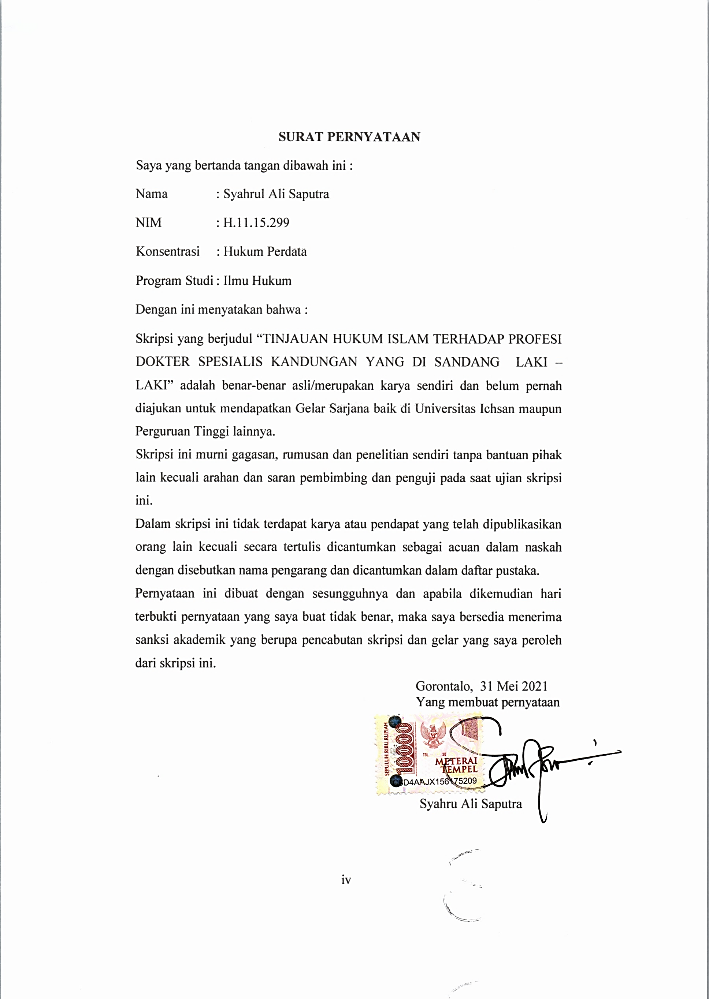 SURAT PERNYATAAN
Saya yang bertanda tangan dibawah ini :
Nama : Syahrul Ali Saputra
NIM : H.11.15.299
Konsentrasi : Hukum Perdata
Program Studi : Ilmu Hukum
Dengan ini menyatakan bahwa :
Skripsi yang berjudul “TINJAUAN HUKUM ISLAM TERHADAP PROFESI
DOKTER SPESIALIS KANDUNGAN YANG DI SANDANG LAKI –
LAKI” adalah benar-benar asli/merupakan karya sendiri dan belum pernah
diajukan untuk mendapatkan Gelar Sarjana baik di Universitas Ichsan maupun
Perguruan Tinggi lainnya.
Skripsi ini murni gagasan, rumusan dan penelitian sendiri tanpa bantuan pihak
lain kecuali arahan dan saran pembimbing dan penguji pada saat ujian skripsi
ini.
Dalam skripsi ini tidak terdapat karya atau pendapat yang telah dipublikasikan
orang lain kecuali secara tertulis dicantumkan sebagai acuan dalam naskah
dengan disebutkan nama pengarang dan dicantumkan dalam daftar pustaka.
Pernyataan ini dibuat dengan sesungguhnya dan apabila dikemudian hari
terbukti pernyataan yang saya buat tidak benar, maka saya bersedia menerima
sanksi akademik yang berupa pencabutan skripsi dan gelar yang saya peroleh
dari skripsi ini.
Gorontalo, 31 Mei 2021
Yang membuat pernyataan
SEPULUH RIBU RUPIAH
10000
TGL. 20
METERAI
TEMPEL
Syahru Ali Saputra
iv